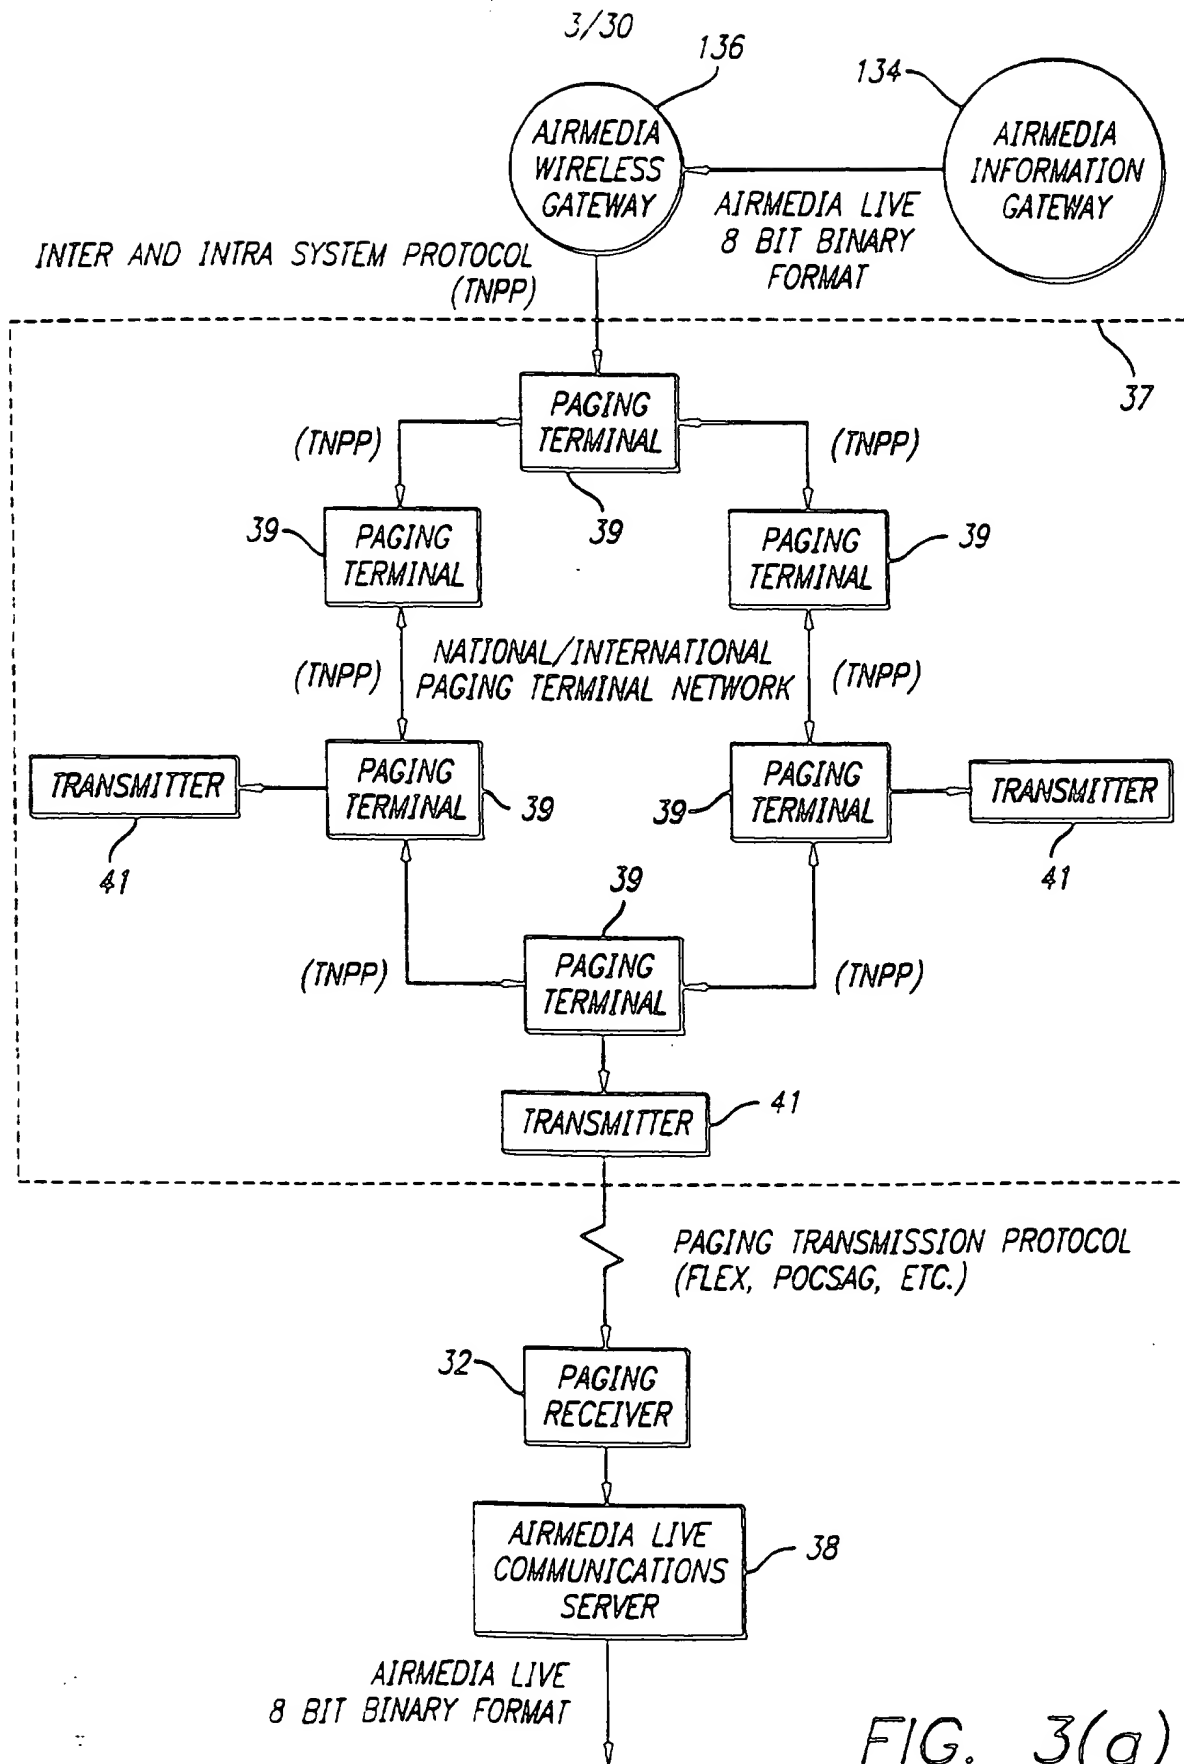 3/30
136
134
AIRMEDIA
WIRELESS
GATEWAY
AIRMEDIA
INFORMATION
GATEWAY
AIRMEDIA LIVE
8 BIT BINARY
FORMAT
INTER AND INTRA SYSTEM PROTOCOL
(TNPP)
37
PAGING
TERMINAL
39
(TNPP)
(TNPP)
39
PAGING
TERMINAL
PAGING
TERMINAL
39
(TNPP)
NATIONAL/INTERNATIONAL
PAGING TERMINAL NETWORK
(TNPP)
TRANSMITTER
41
PAGING
TERMINAL
39
39
PAGING
TERMINAL
TRANSMITTER
41
39
(TNPP)
PAGING
TERMINAL
(TNPP)
TRANSMITTER
41
PAGING TRANSMISSION PROTOCOL
(FLEX, POCSAG, ETC.)
32
PAGING
RECEIVER
AIRMEDIA LIVE
COMMUNICATIONS
SERVER
38
AIRMEDIA LIVE
8 BIT BINARY FORMAT
FIG. 3(a)